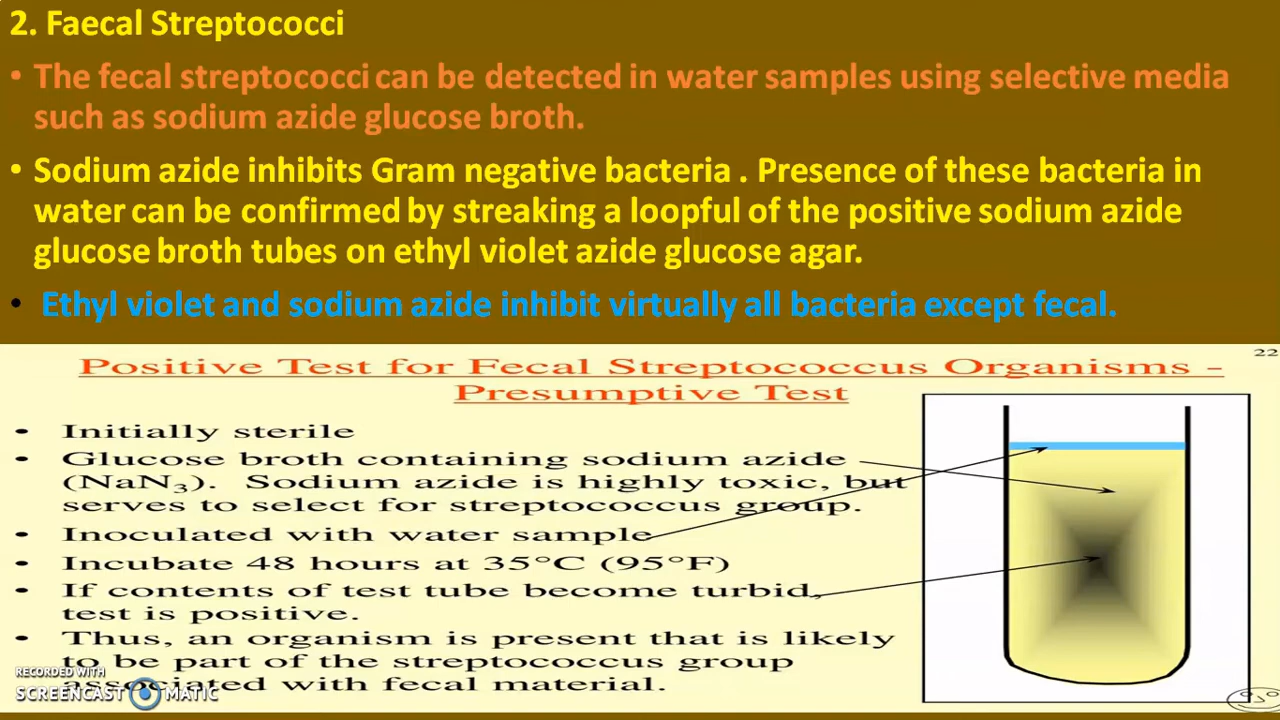 2. Faecal Streptococci
• The fecal streptococci can be detected in water samples using selective media
such as sodium azide glucose broth.
• Sodium azide inhibits Gram negative bacteria . Presence of these bacteria in
water can be confirmed by streaking a loopful of the positive sodium azide
glucose broth tubes on ethyl violet azide glucose agar.
• Ethyl violet and sodium azide inhibit virtually all bacteria except fecal.
22
Positive Test for Fecal Streptococcus Organisms -
Presumptive Test
• Initially sterile
• Glucose broth containing sodium azide
(NaN3). Sodium azide is highly toxic, but
serves to select for streptococcus group.
• Inoculated with water sample
• Incubate 48 hours at 35°C (95°F)
• If contents of test tube become turbid,
test is positive.
• Thus, an organism is present that is likely
to be part of the streptococcus group
associated with fecal material.
RECORDED WITH
SCREENCAST MATIC